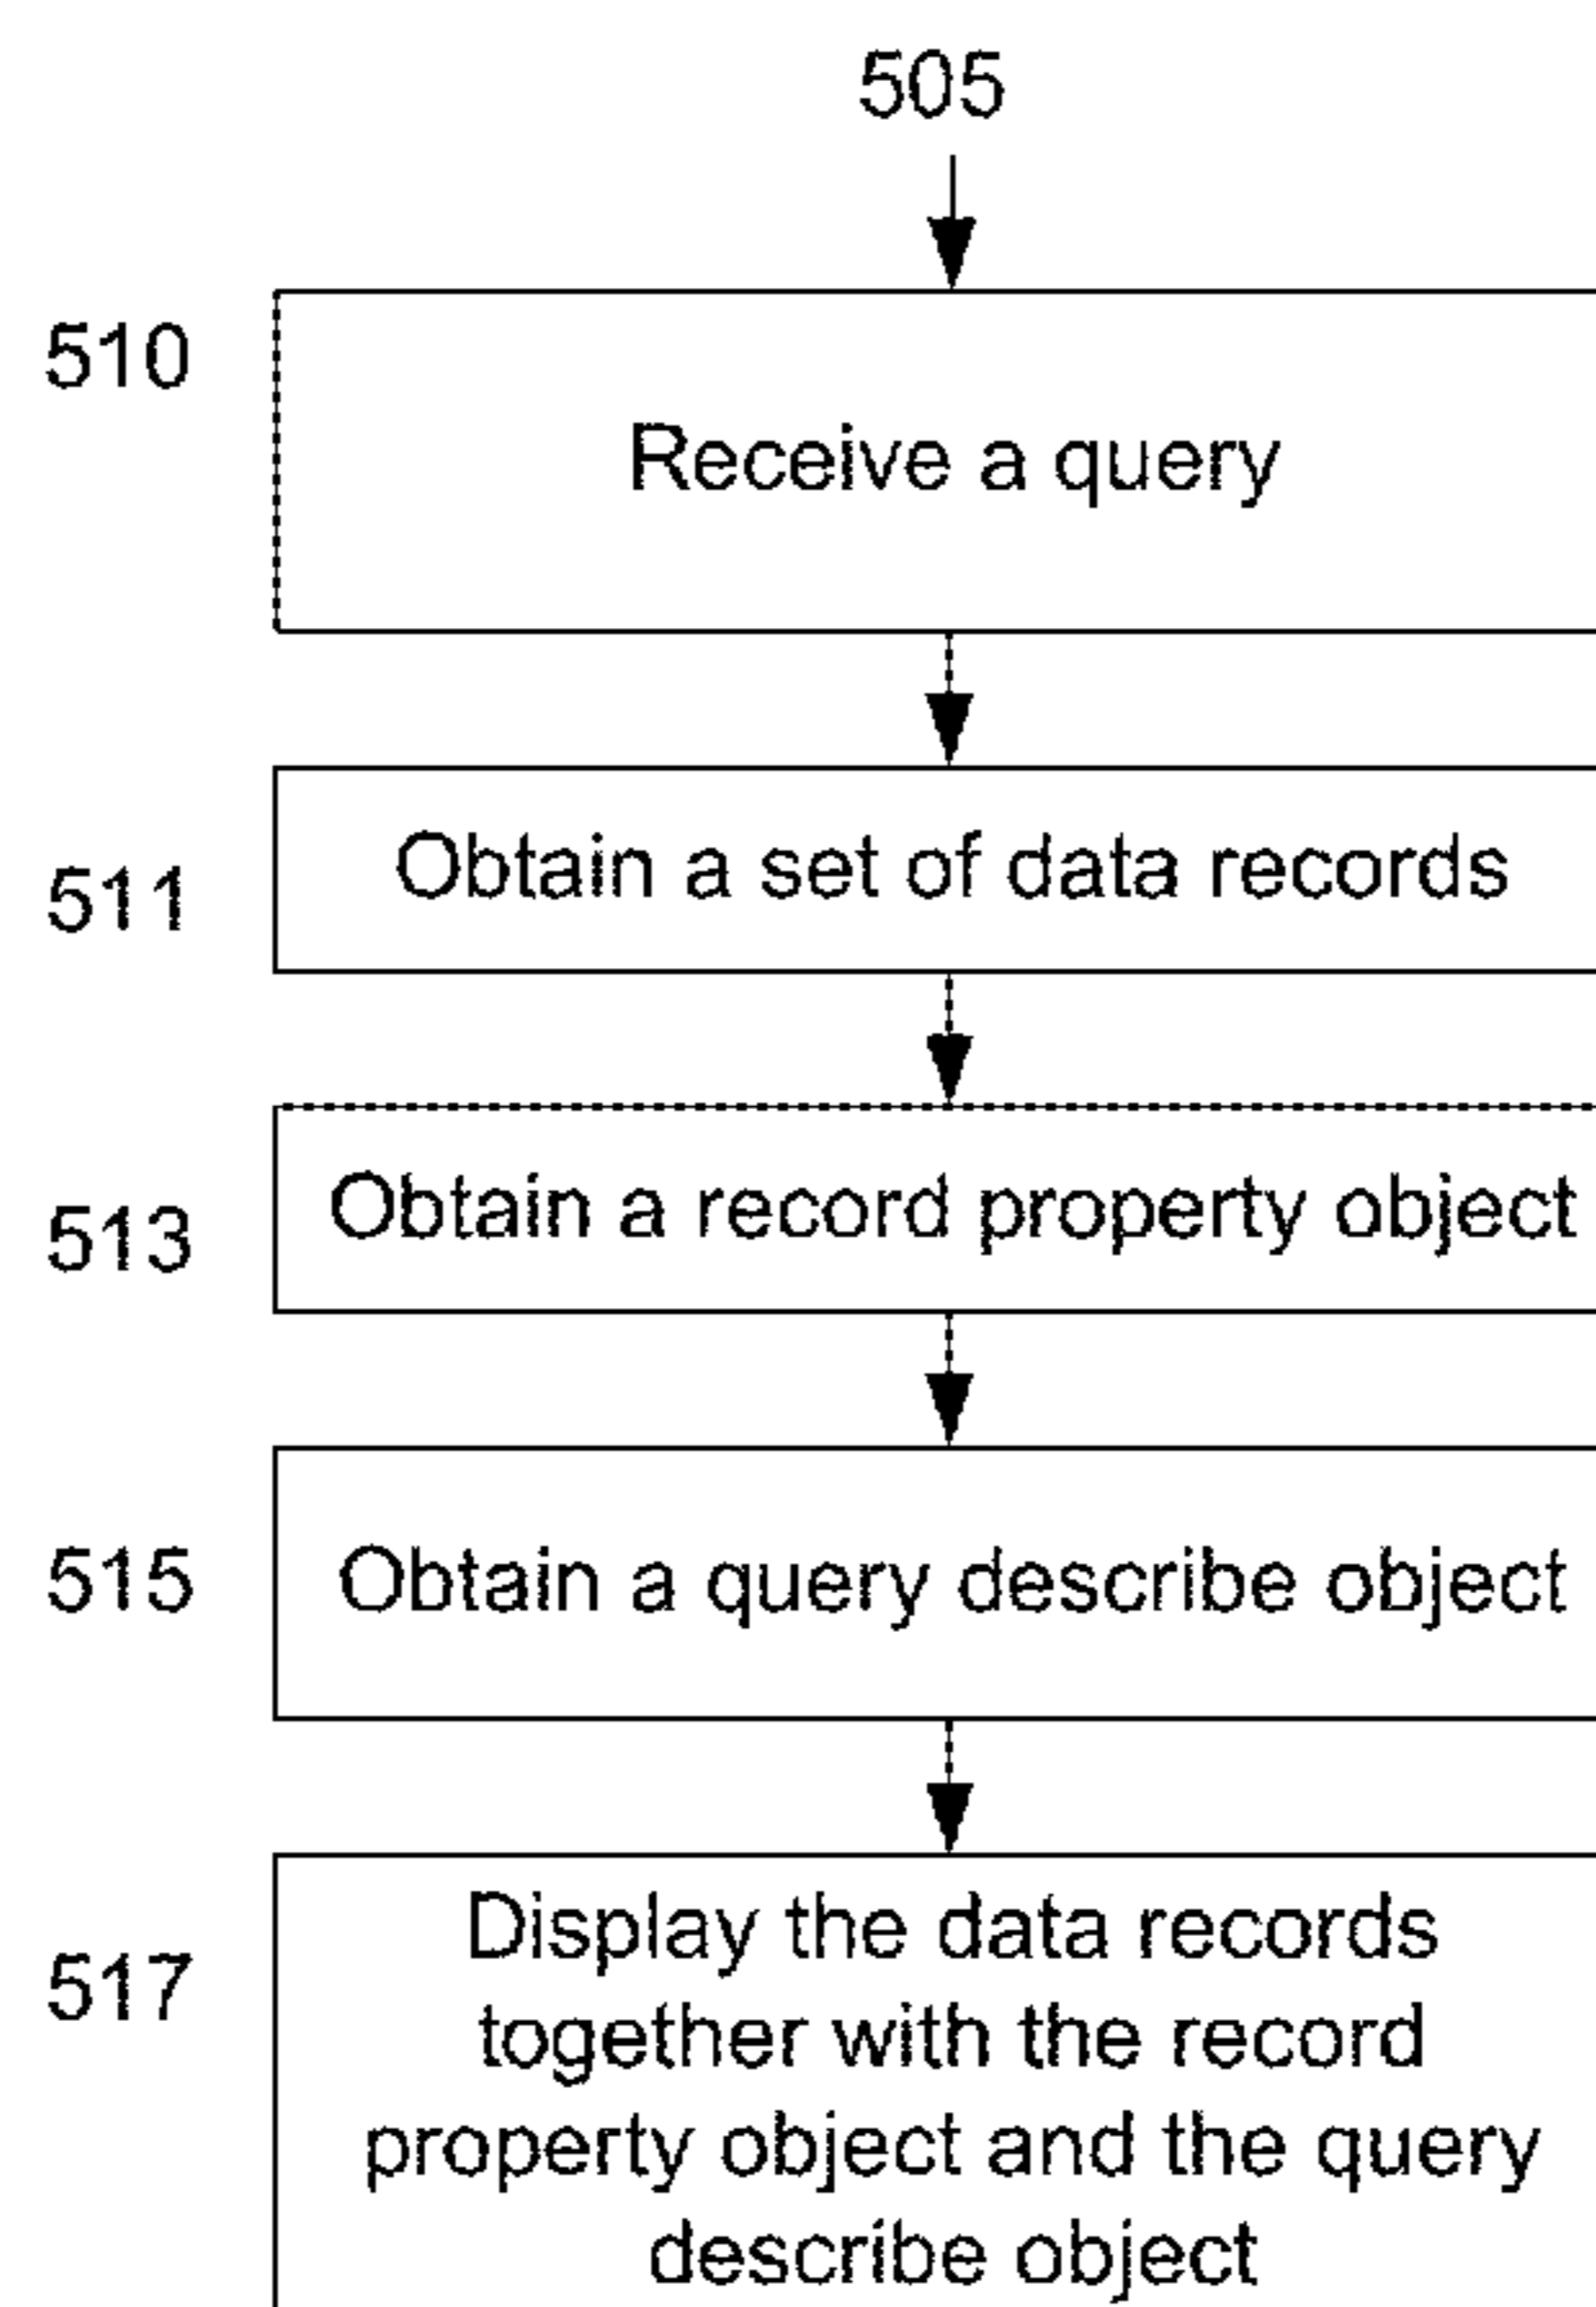 505
510
Receive a query
511
Obtain a set of data records
513
Obtain a record property object
515
Obtain a query describe object
517
Display the data records
together with the record
property object and the query
describe object